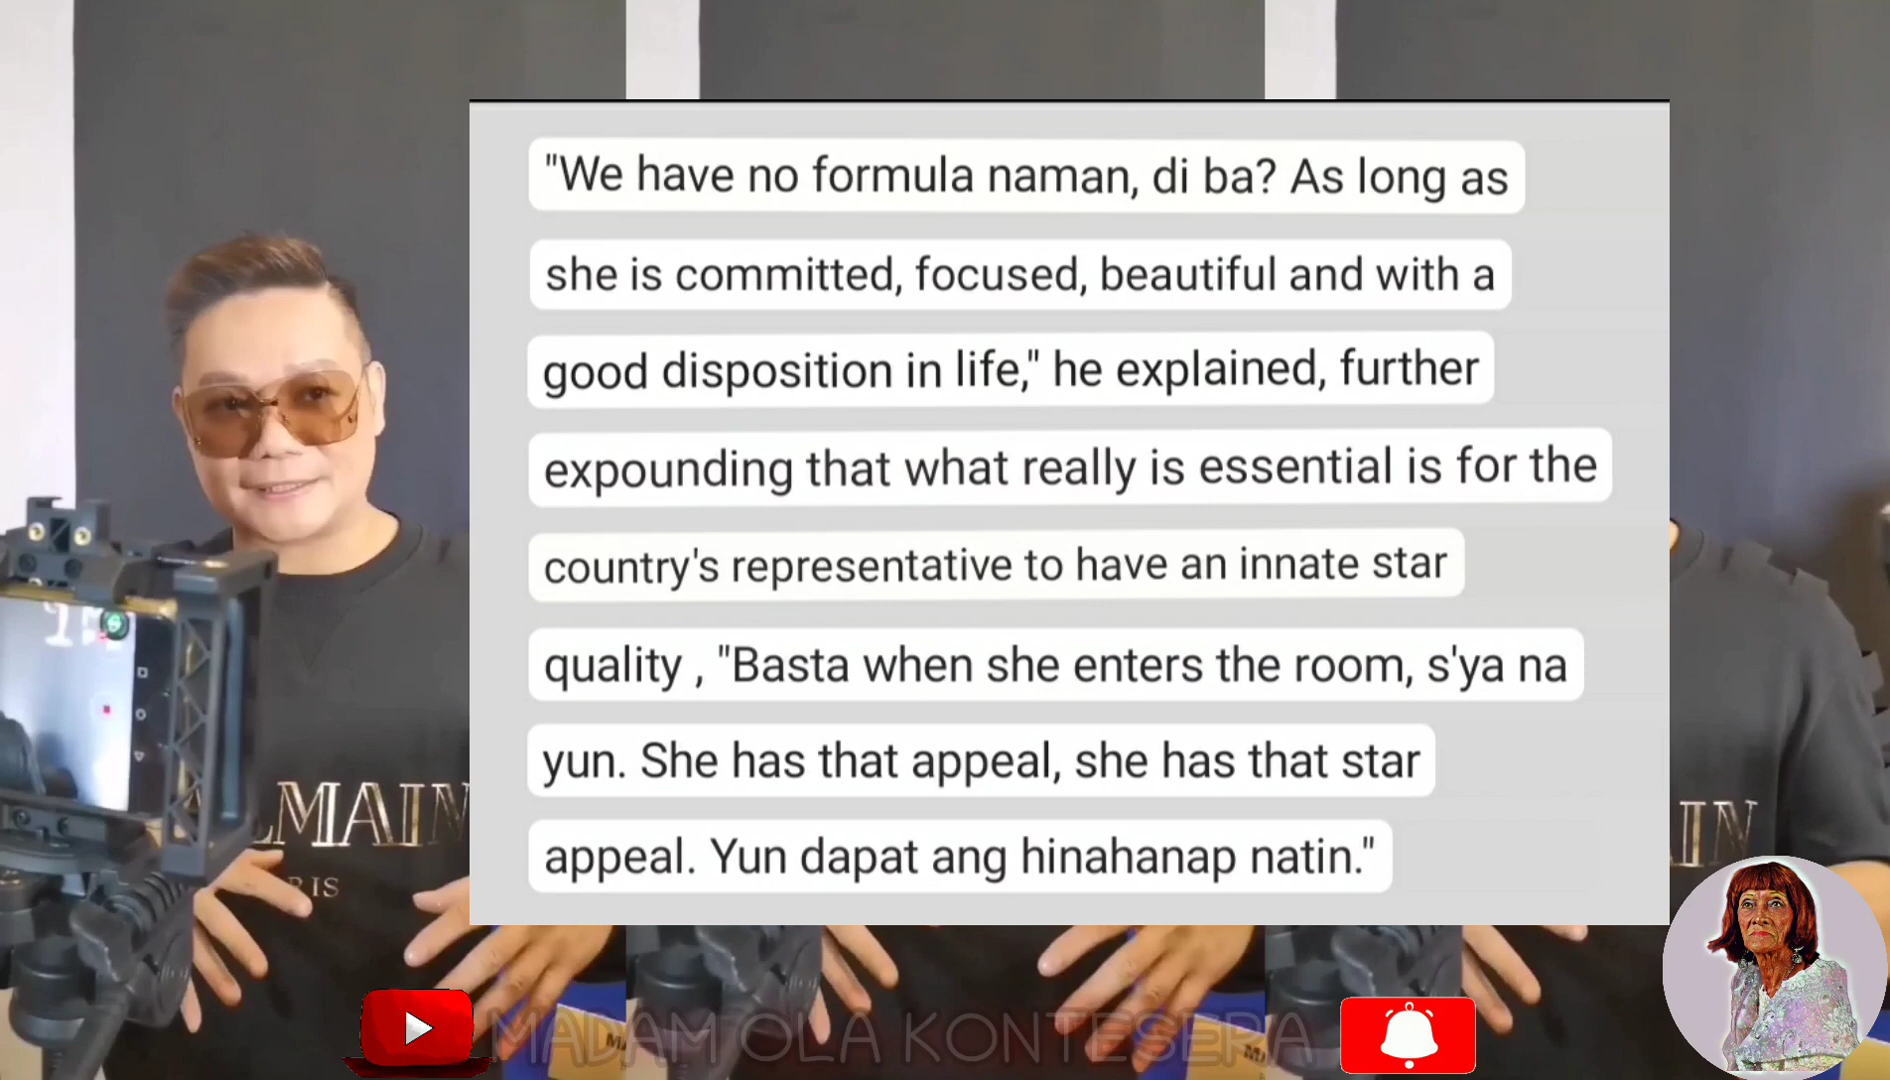 "We have no formula naman, di ba? As long as
she is committed, focused, beautiful and with a
good disposition in life," he explained, further
expounding that what really is essential is for the
country's representative to have an innate star
quality , "Basta when she enters the room, s'ya na
yun. She has that appeal, she has that star
appeal. Yun dapat ang hinahanap natin."
LMAIN
RIS
IN
MADAM OLA KONTESERA